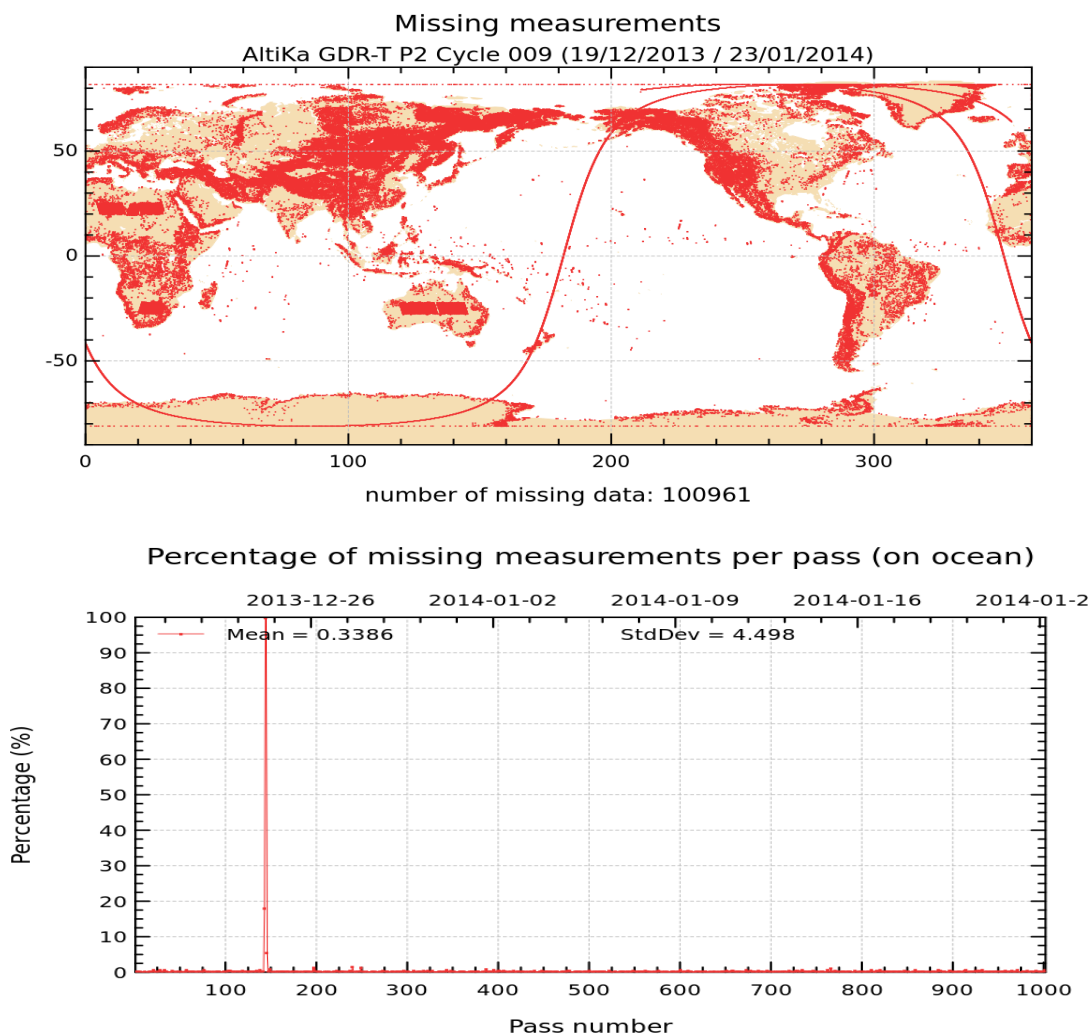 Missing measurements
AltiKa GDR-T P2 Cycle 009 (19/12/2013 / 23/01/2014)
50
0
-50
0 100 200 300
number of missing data: 100961
Percentage of missing measurements per pass (on ocean)
2013-12-26 2014-01-02 2014-01-09 2014-01-16 2014-01-2
Mean = 0.3386 StdDev = 4.498
100
90
80
70
60
50
40
30
20
10
0
Percentage (%)
100 200 300 400 500 600 700 800 900 1000
Pass number